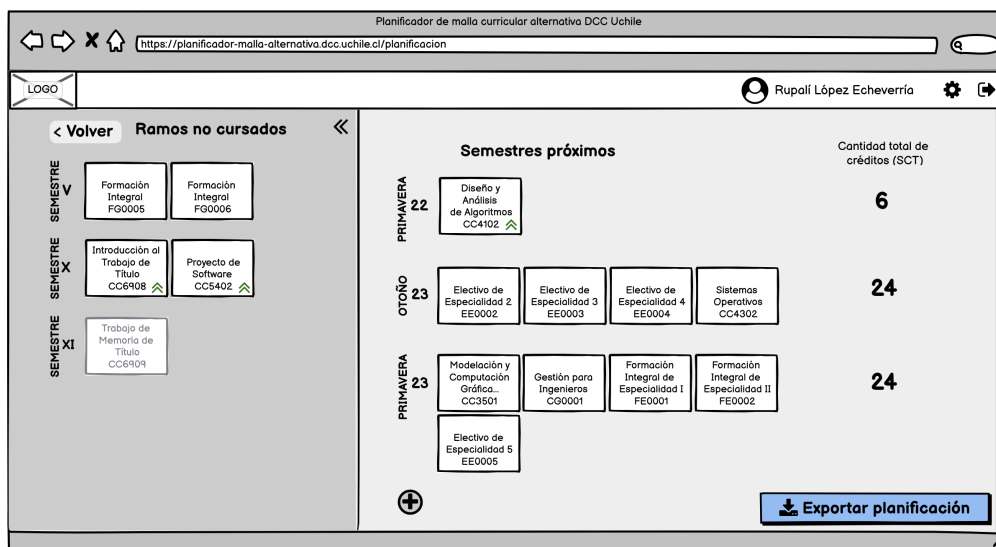 Planificador de malla curricular alternativa DCC Uchile
https://planificador-malla-alternativa.dcc.uchile.cl/planificacion
LOGO
Rupalí López Echeverría
< Volver
Ramos no cursados
SEMESTRE
V
Formación
Integral
FG0005
Formación
Integral
FG0006
SEMESTRE
X
Introducción al
Trabajo de
Título
CC6908
Proyecto de
Software
CC5402
SEMESTRE
XI
Trabajo de
Memoria de
Título
CC6909
Semestres próximos
Cantidad total de
créditos (SCT)
PRIMAVERA
22
Diseño y
Análisis
de Algoritmos
CC4102
6
OTOÑO
23
Electivo de
Especialidad 2
EE0002
Electivo de
Especialidad 3
EE0003
Electivo de
Especialidad 4
EE0004
Sistemas
Operativos
CC4302
24
PRIMAVERA
23
Modelación y
Computación
Gráfica...
CC3501
Gestión para
Ingenieros
CG0001
Formación
Integral de
Especialidad I
FE0001
Formación
Integral de
Especialidad II
FE0002
24
Electivo de
Especialidad 5
EE0005
Exportar planificación